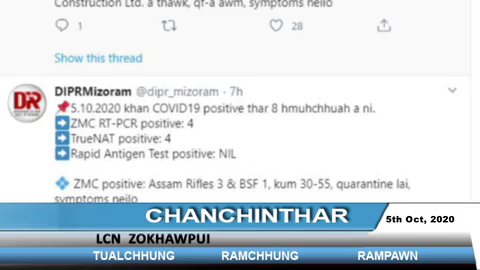 Construction Ltd. a thawk, qf-a awm, symptoms neilo
1 28
Show this thread
DIPR
DIPRMizoram @dipr_mizoram · 7h
📌5.10.2020 khan COVID19 positive thar 8 hmuhchhuah a ni.
➡ZMC RT-PCR positive: 4
➡TrueNAT positive: 4
➡Rapid Antigen Test positive: NIL
💠 ZMC positive: Assam Rifles 3 & BSF 1, kum 30-55, quarantine lai,
symptoms neilo
CHANCHINTHAR
5th Oct, 2020
LCN ZOKHAWPUI
TUALCHHUNG RAMCHHUNG RAMPAWN